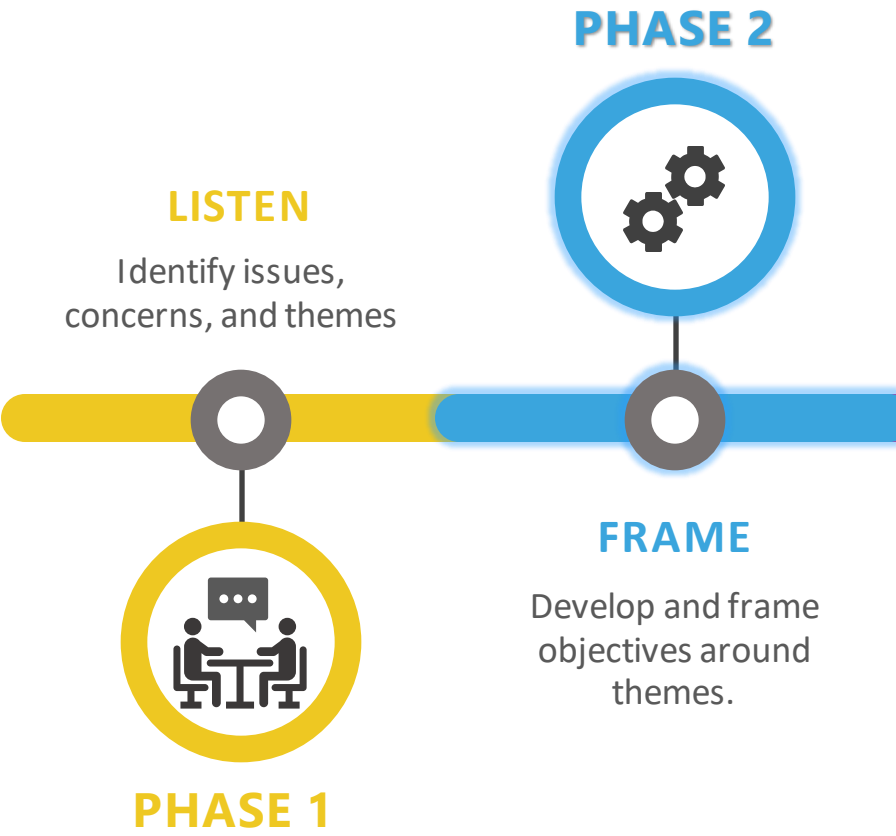 PHASE 2
LISTEN
Identify issues,
concerns, and themes
FRAME
Develop and frame
objectives around
themes.
PHASE 1